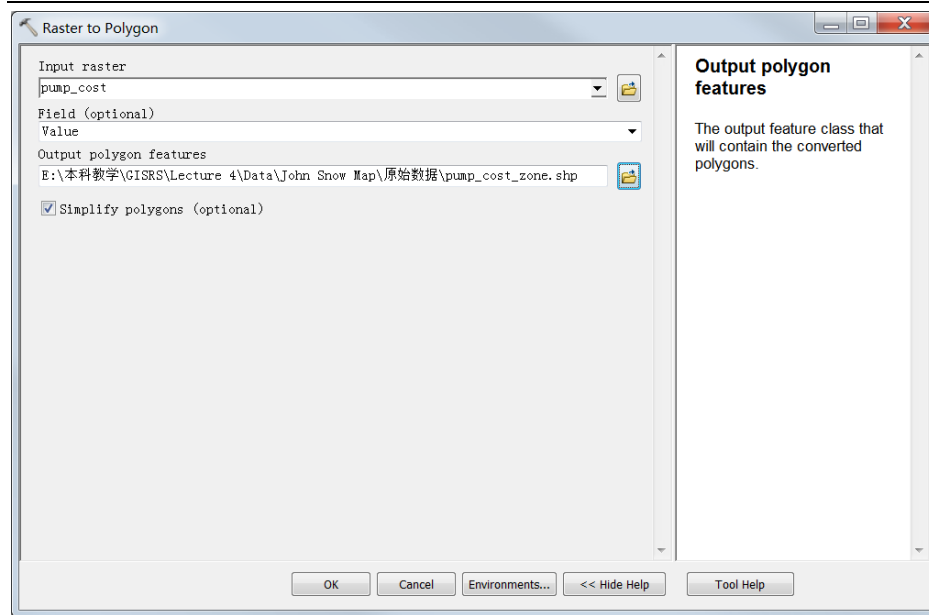 Raster to Polygon
Input raster
pump_cost
Field (optional)
Value
Output polygon features
E:\本科教学\GISRS\Lecture 4\Data\John Snow Map\原始数据\pump_cost_zone.shp
Simplify polygons (optional)
Output polygon
features
The output feature class that
will contain the converted
polygons.
OK
Cancel
Environments...
<< Hide Help
Tool Help